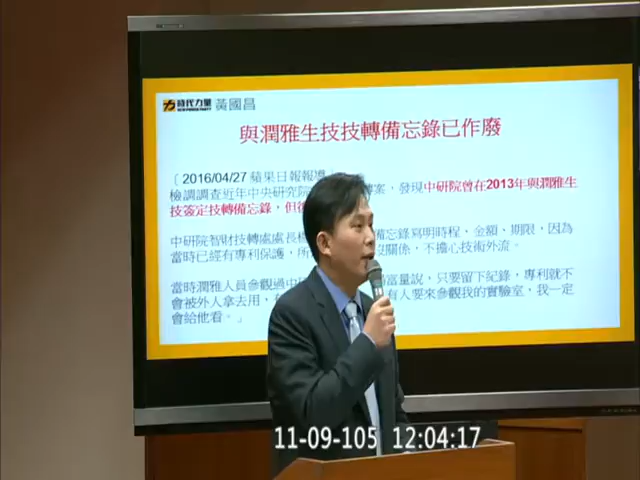 時代力量 黃國昌
NEW POWER PARTY
與潤雅生技技轉備忘錄已作廢
〔 2016/04/27 蘋果日報報導
檢調調查近年中央研究院 案，發現中研院曾在2013年與潤雅生
技簽定技轉備忘錄，但
中研院智財技轉處處長 備忘錄寫明時程、金額、期限，因為
當時已經有專利保護，所 關係，不擔心技術外流。
當時潤雅人員參觀過中研 量說，只要留下紀錄，專利就不
會被外人拿去用， 有人要來參觀我的實驗室，我一定
會給他看。」
11-09-105 12:04:17